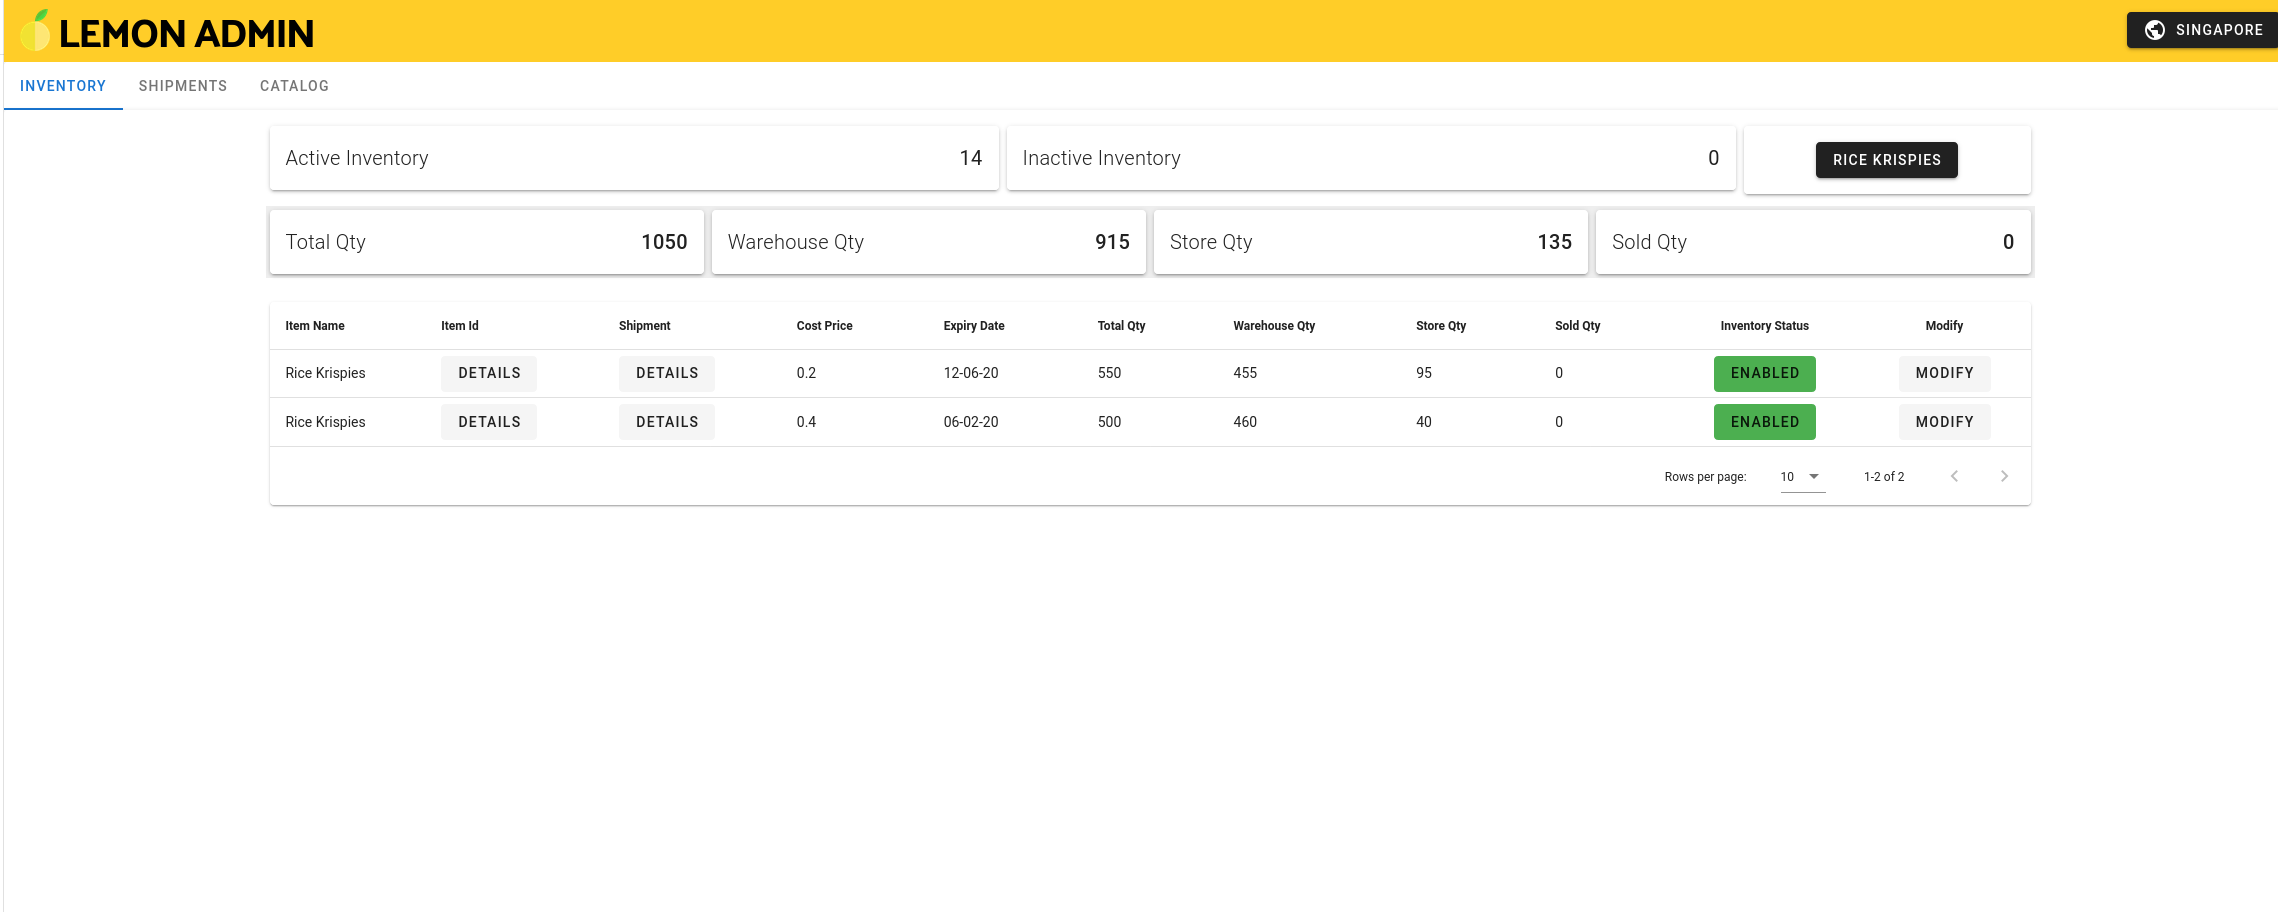 LEMON ADMIN
SINGAPORE
INVENTORY SHIPMENTS CATALOG
Active Inventory 14 Inactive Inventory 0 RICE KRISPIES
Total Qty 1050 Warehouse Qty 915 Store Qty 135 Sold Qty 0
Item Name Item Id Shipment Cost Price Expiry Date Total Qty Warehouse Qty Store Qty Sold Qty Inventory Status Modify
Rice Krispies DETAILS DETAILS 0.2 12-06-20 550 455 95 0 ENABLED MODIFY
Rice Krispies DETAILS DETAILS 0.4 06-02-20 500 460 40 0 ENABLED MODIFY
Rows per page: 10 1-2 of 2